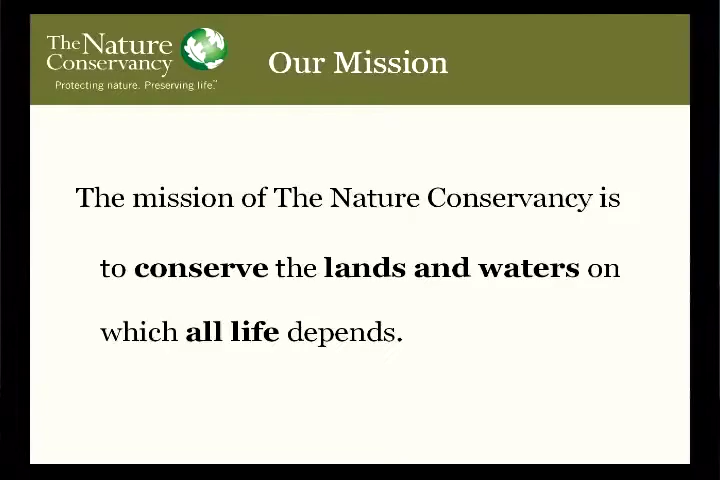 The Nature
Conservancy
Protecting nature. Preserving life.™
Our Mission
The mission of The Nature Conservancy is
to conserve the lands and waters on
which all life depends.